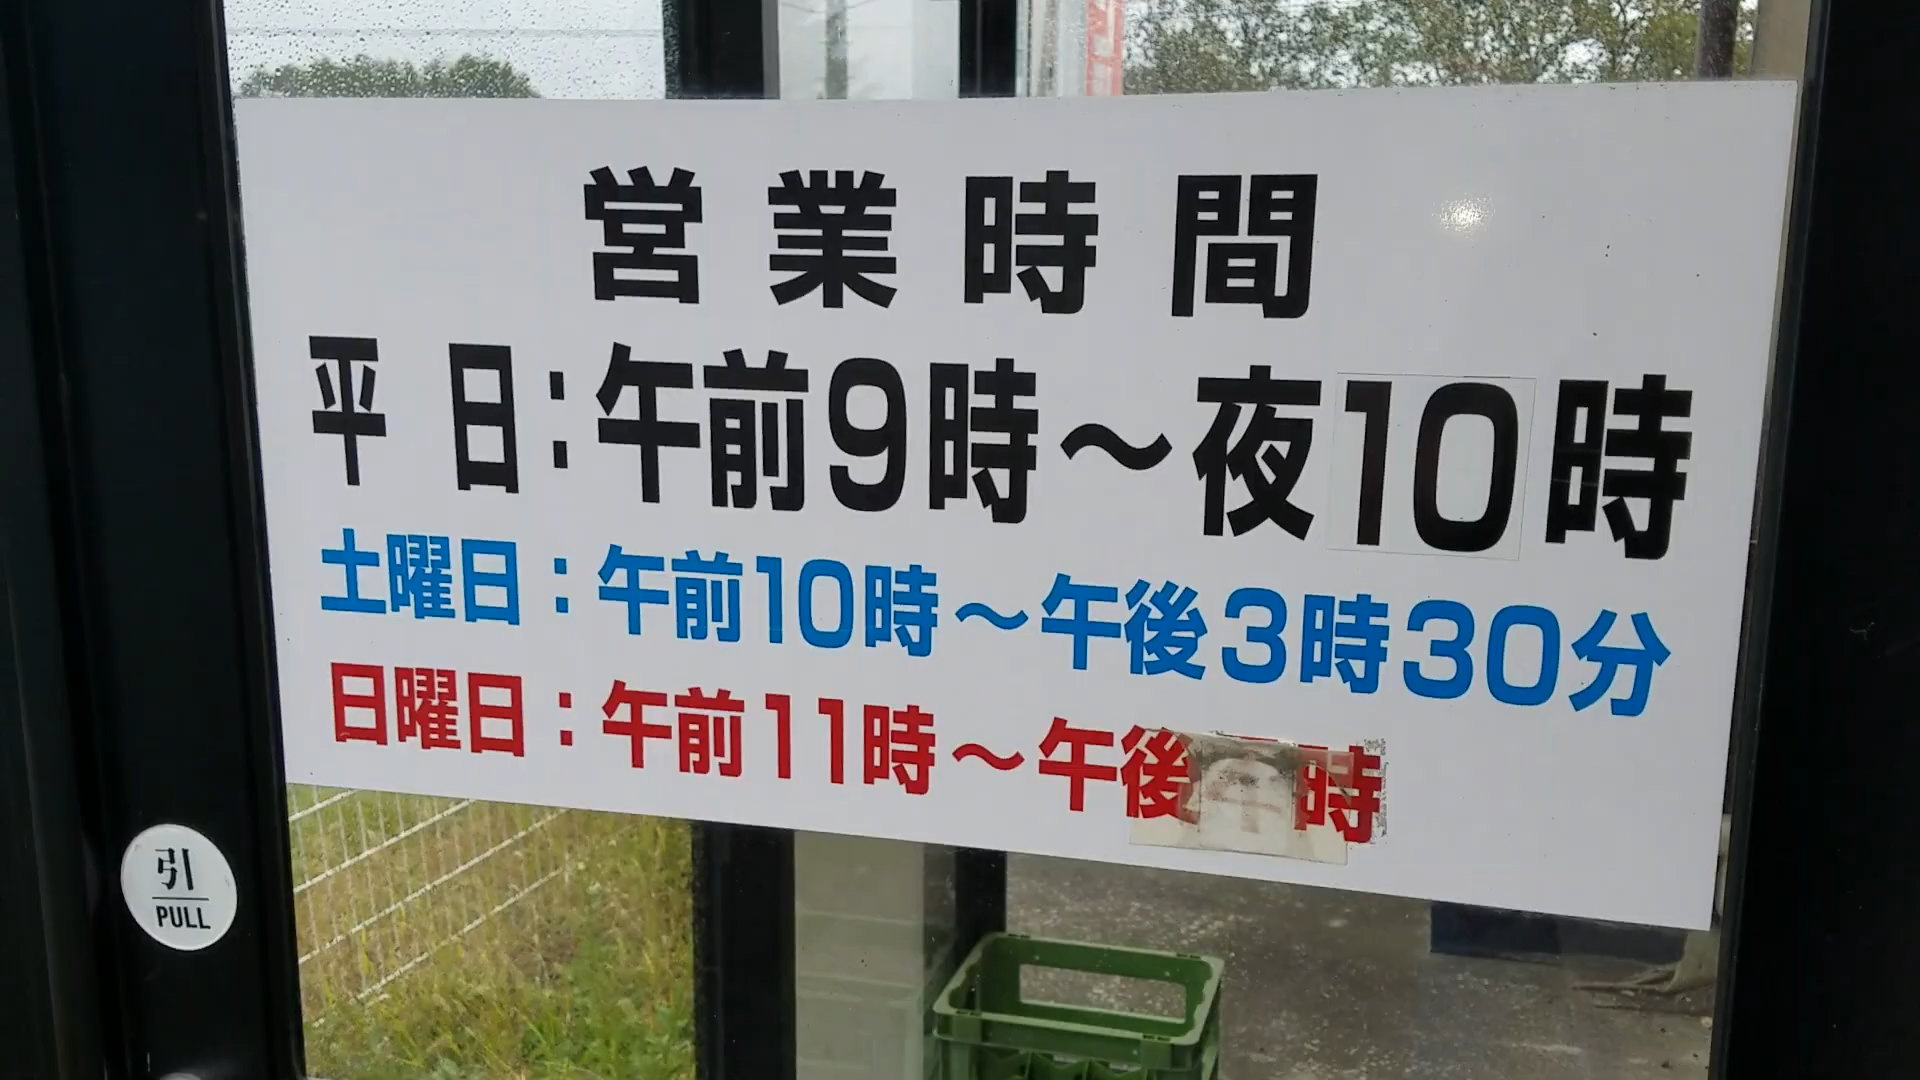 営業時間
平日:午前9時～夜10時
土曜日:午前10時～午後3時30分
日曜日:午前11時～午後 時
引
PULL